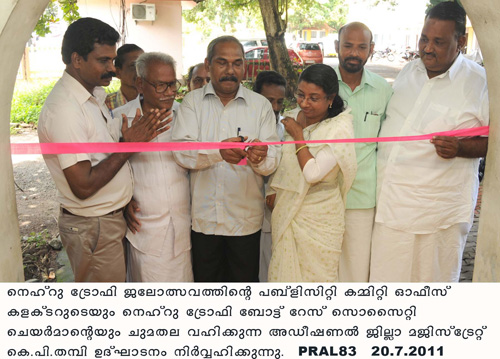 നെഹ്റു ട്രോഫി ജലോത്സവത്തിന്റെ പബ്ളിസിറ്റി കമ്മിറ്റി ഓഫീസ്
കളക്ടറുടെയും നെഹ്റു ട്രോഫി ബോട്ട് റേസ് സൊസൈറ്റി
ചെയർമാന്റെയും ചുമതല വഹിക്കുന്ന അഡീഷണൽ ജില്ലാ മജിസ്ട്രേറ്റ്
കെ.പി.തമ്പി ഉദ്ഘാടനം നിർവ്വഹിക്കുന്നു. PRAL83 20.7.2011